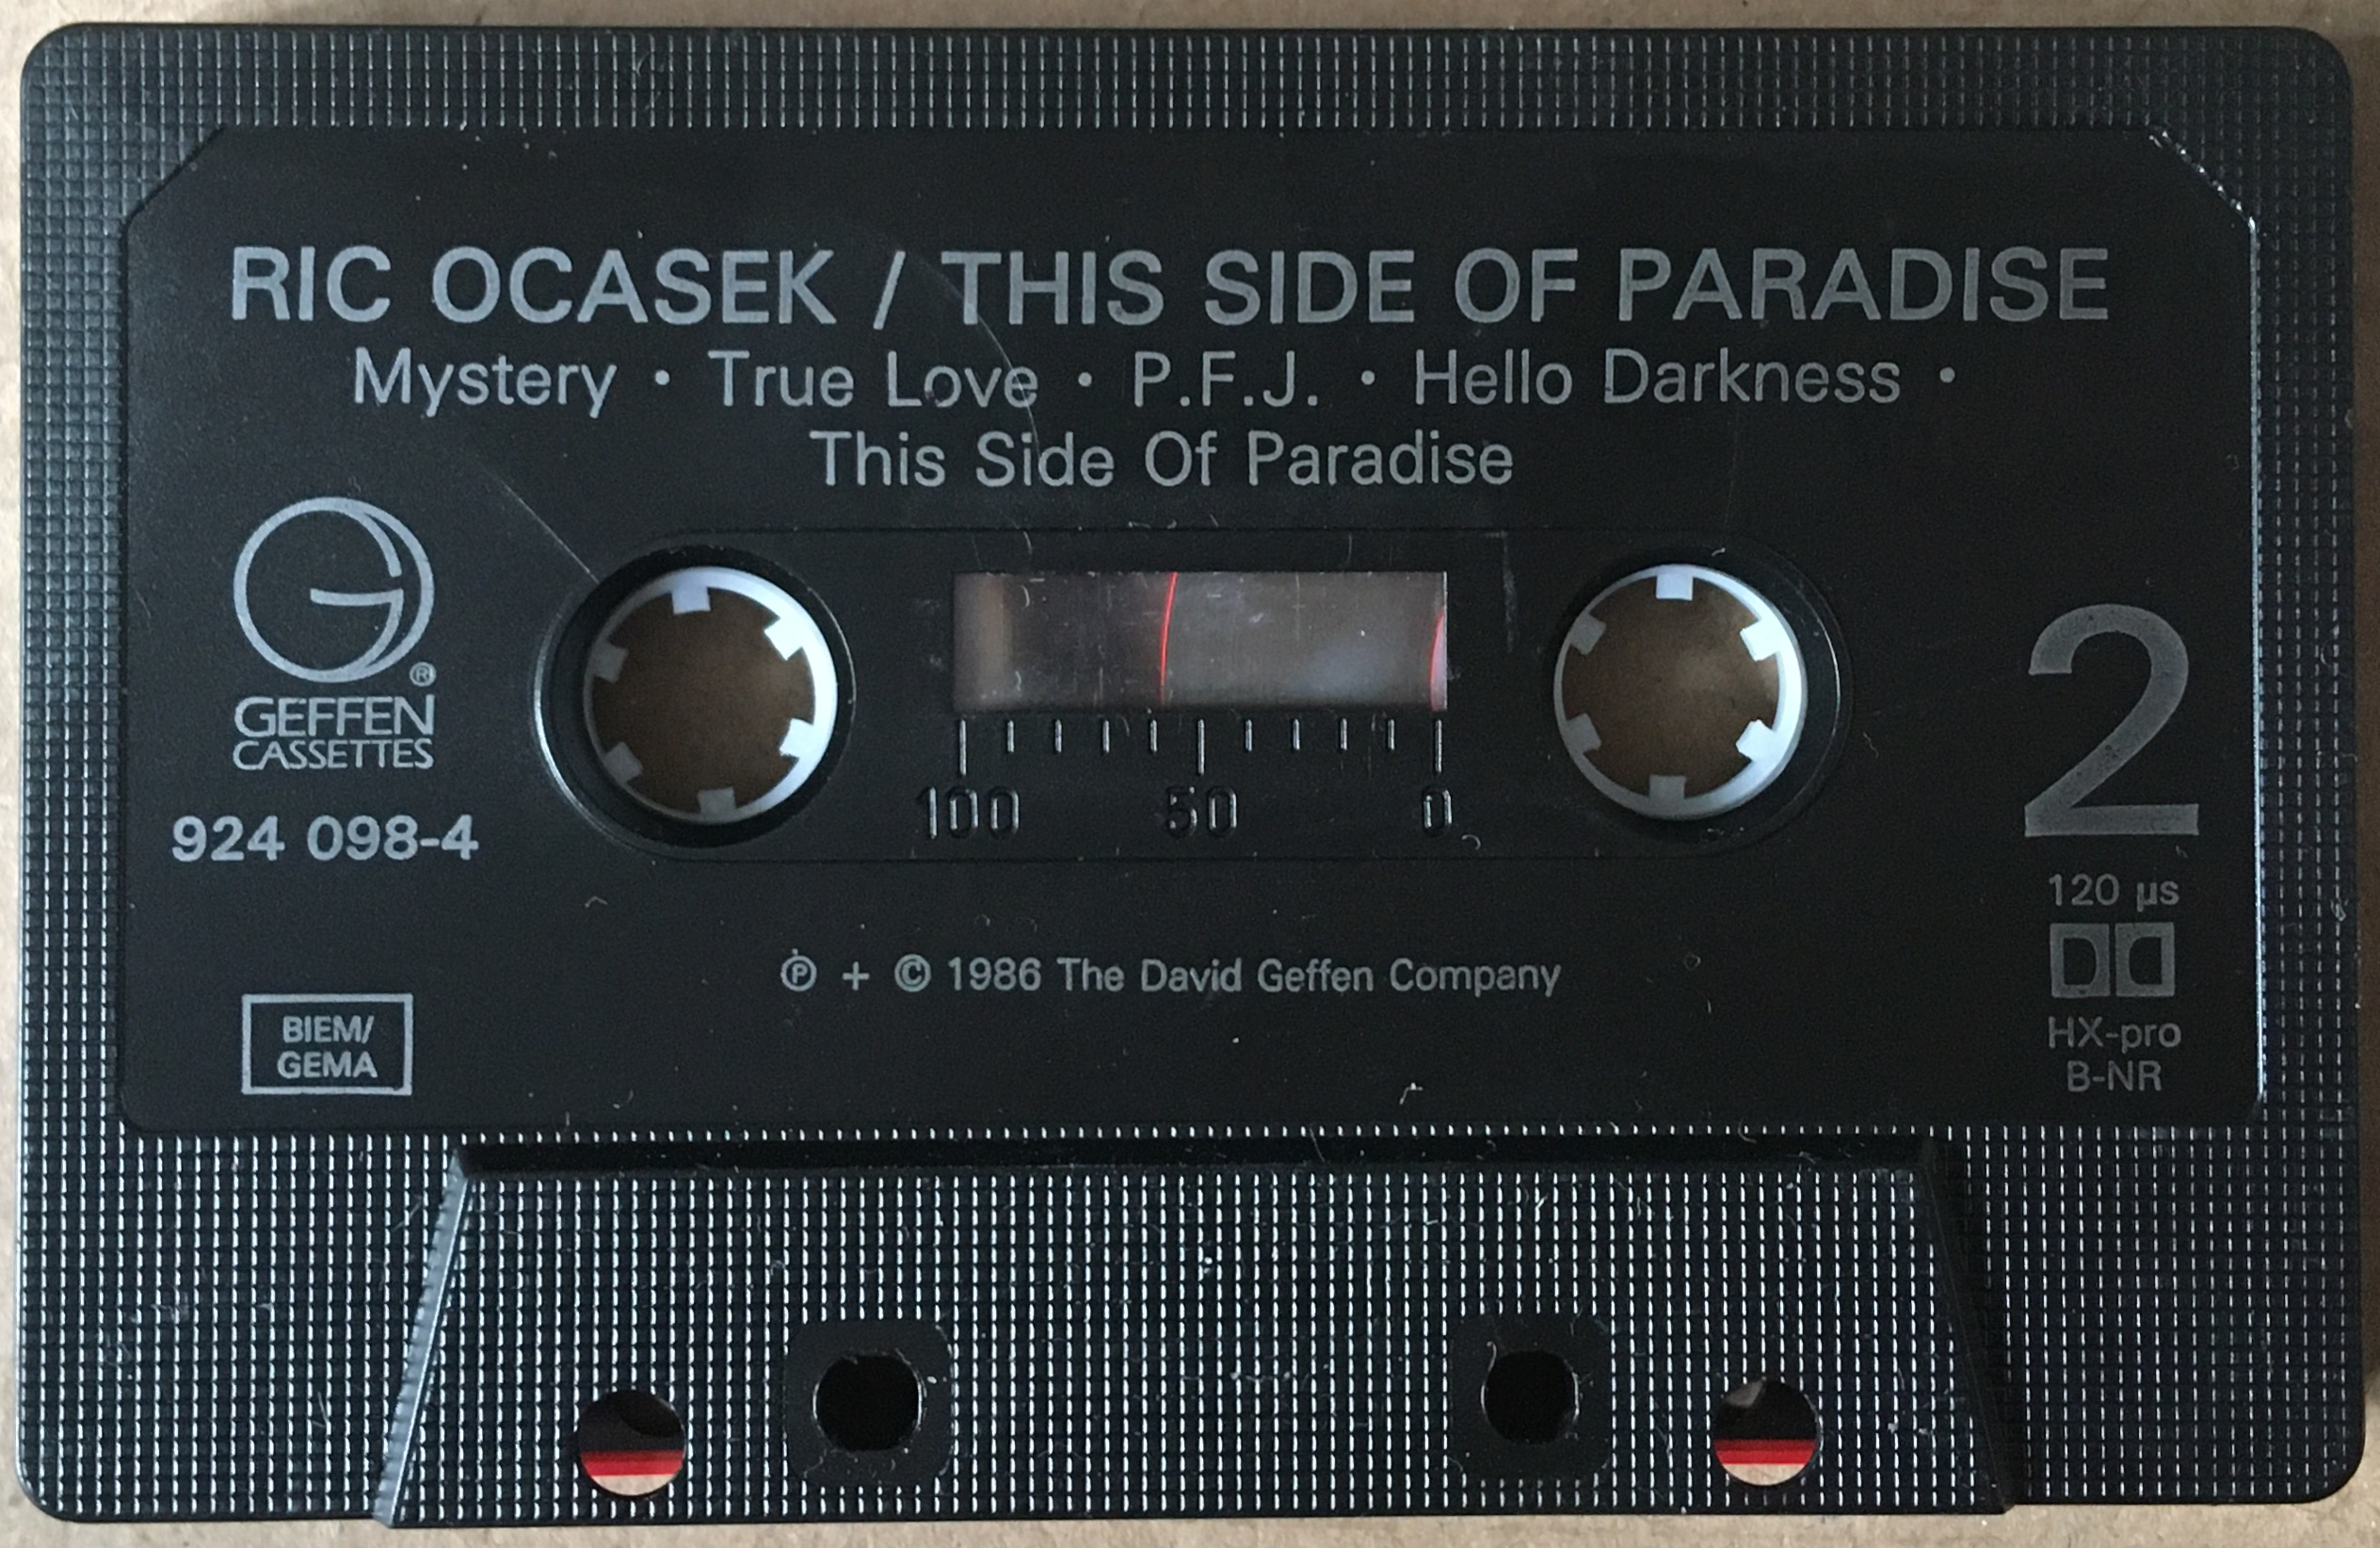 RIC OCASEK / THIS SIDE OF PARADISE
Mystery • True Love • P.F.J. • Hello Darkness •
This Side Of Paradise
G®
GEFFEN
CASSETTES
924 098-4
100 50 0
2
120 µs
HX-pro
B-NR
℗ + © 1986 The David Geffen Company
BIEM/
GEMA